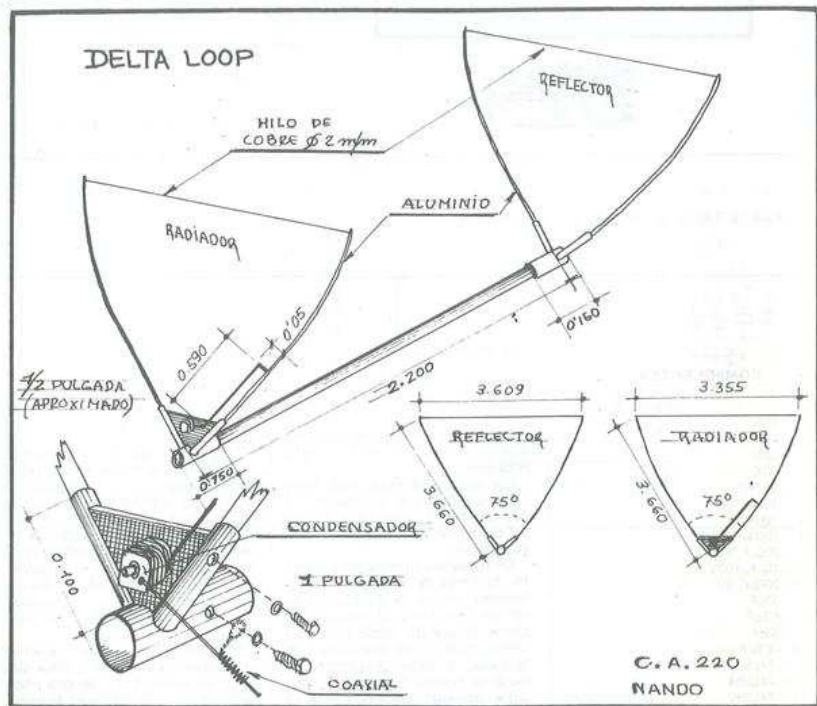 DELTA LOOP
REFLECTOR
HILO DE
COBRE Ø 2 m/m
ALUMINIO
RADIADOR
0.590
0'05
0'160
2.200
1/2 PULGADA
(APROXIMADO)
0.750
3.609
REFLECTOR
3.660
75º
3.355
RADIADOR
3.660
75º
CONDENSADOR
1 PULGADA
0.100
COAXIAL
C.A. 220
NANDO